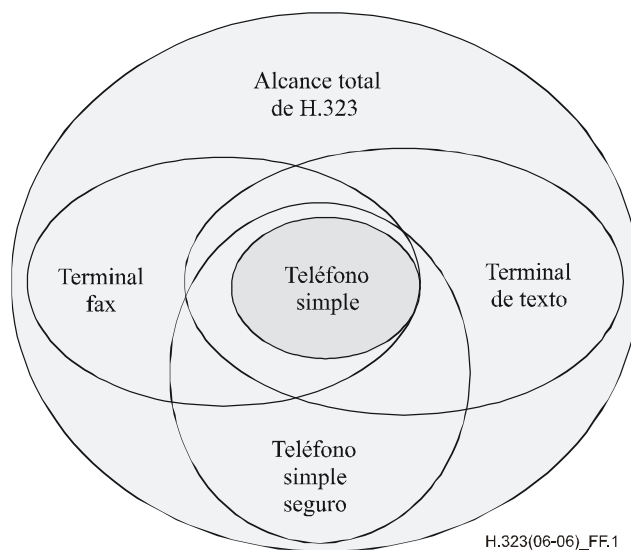 Alcance total
de H.323
Terminal
fax
Teléfono
simple
Terminal
de texto
Teléfono
simple
seguro
H.323(06-06)_FF.1